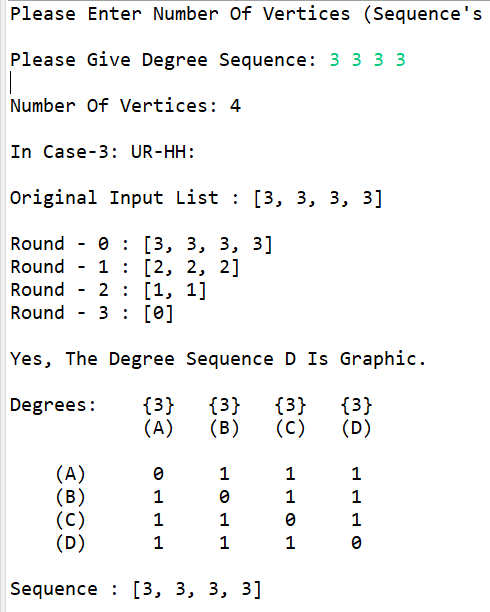 Please Enter Number Of Vertices (Sequence's
Please Give Degree Sequence: 3 3 3 3
Number Of Vertices: 4
In Case-3: UR-HH:
Original Input List : [3, 3, 3, 3]
Round - 0 : [3, 3, 3, 3]
Round - 1 : [2, 2, 2]
Round - 2 : [1, 1]
Round - 3 : [0]
Yes, The Degree Sequence D Is Graphic.
Degrees: {3} {3} {3} {3}
(A) (B) (C) (D)
(A) 0 1 1 1
(B) 1 0 1 1
(C) 1 1 0 1
(D) 1 1 1 0
Sequence : [3, 3, 3, 3]